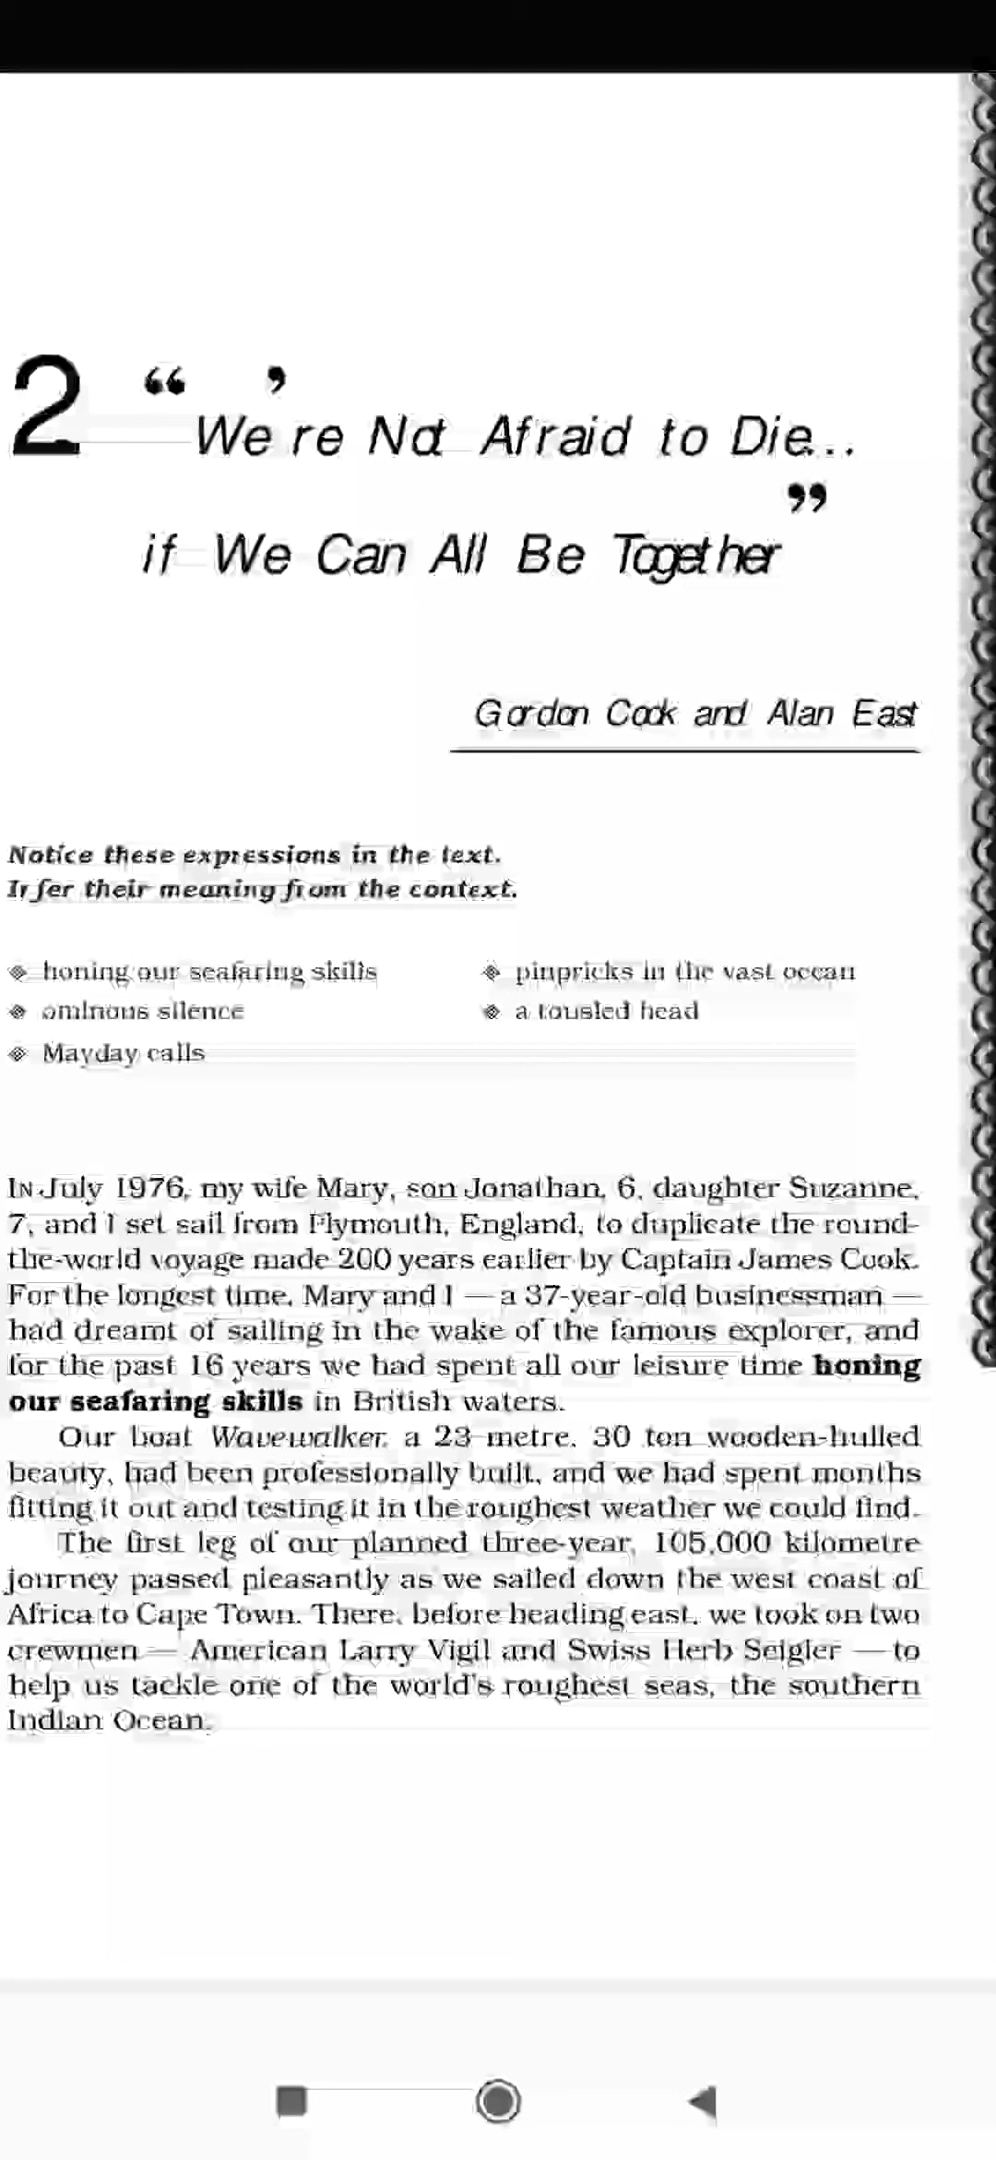 2 “We’re Not Afraid to Die...
if We Can All Be Together”
Gordon Cook and Alan East
Notice these expressions in the text.
Infer their meaning from the context.
honing our seafaring skills
pinpricks in the vast ocean
ominous silence
a tousled head
Mayday calls
IN July 1976, my wife Mary, son Jonathan, 6, daughter Suzanne,
7, and I set sail from Plymouth, England, to duplicate the round-
the-world voyage made 200 years earlier by Captain James Cook.
For the longest time, Mary and I — a 37-year-old businessman —
had dreamt of sailing in the wake of the famous explorer, and
for the past 16 years we had spent all our leisure time honing
our seafaring skills in British waters.
Our boat Wavewalker, a 23 metre, 30 ton wooden-hulled
beauty, had been professionally built, and we had spent months
fitting it out and testing it in the roughest weather we could find.
The first leg of our planned three-year, 105,000 kilometre
journey passed pleasantly as we sailed down the west coast of
Africa to Cape Town. There, before heading east, we took on two
crewmen — American Larry Vigil and Swiss Herb Seigler — to
help us tackle one of the world's roughest seas, the southern
Indian Ocean.